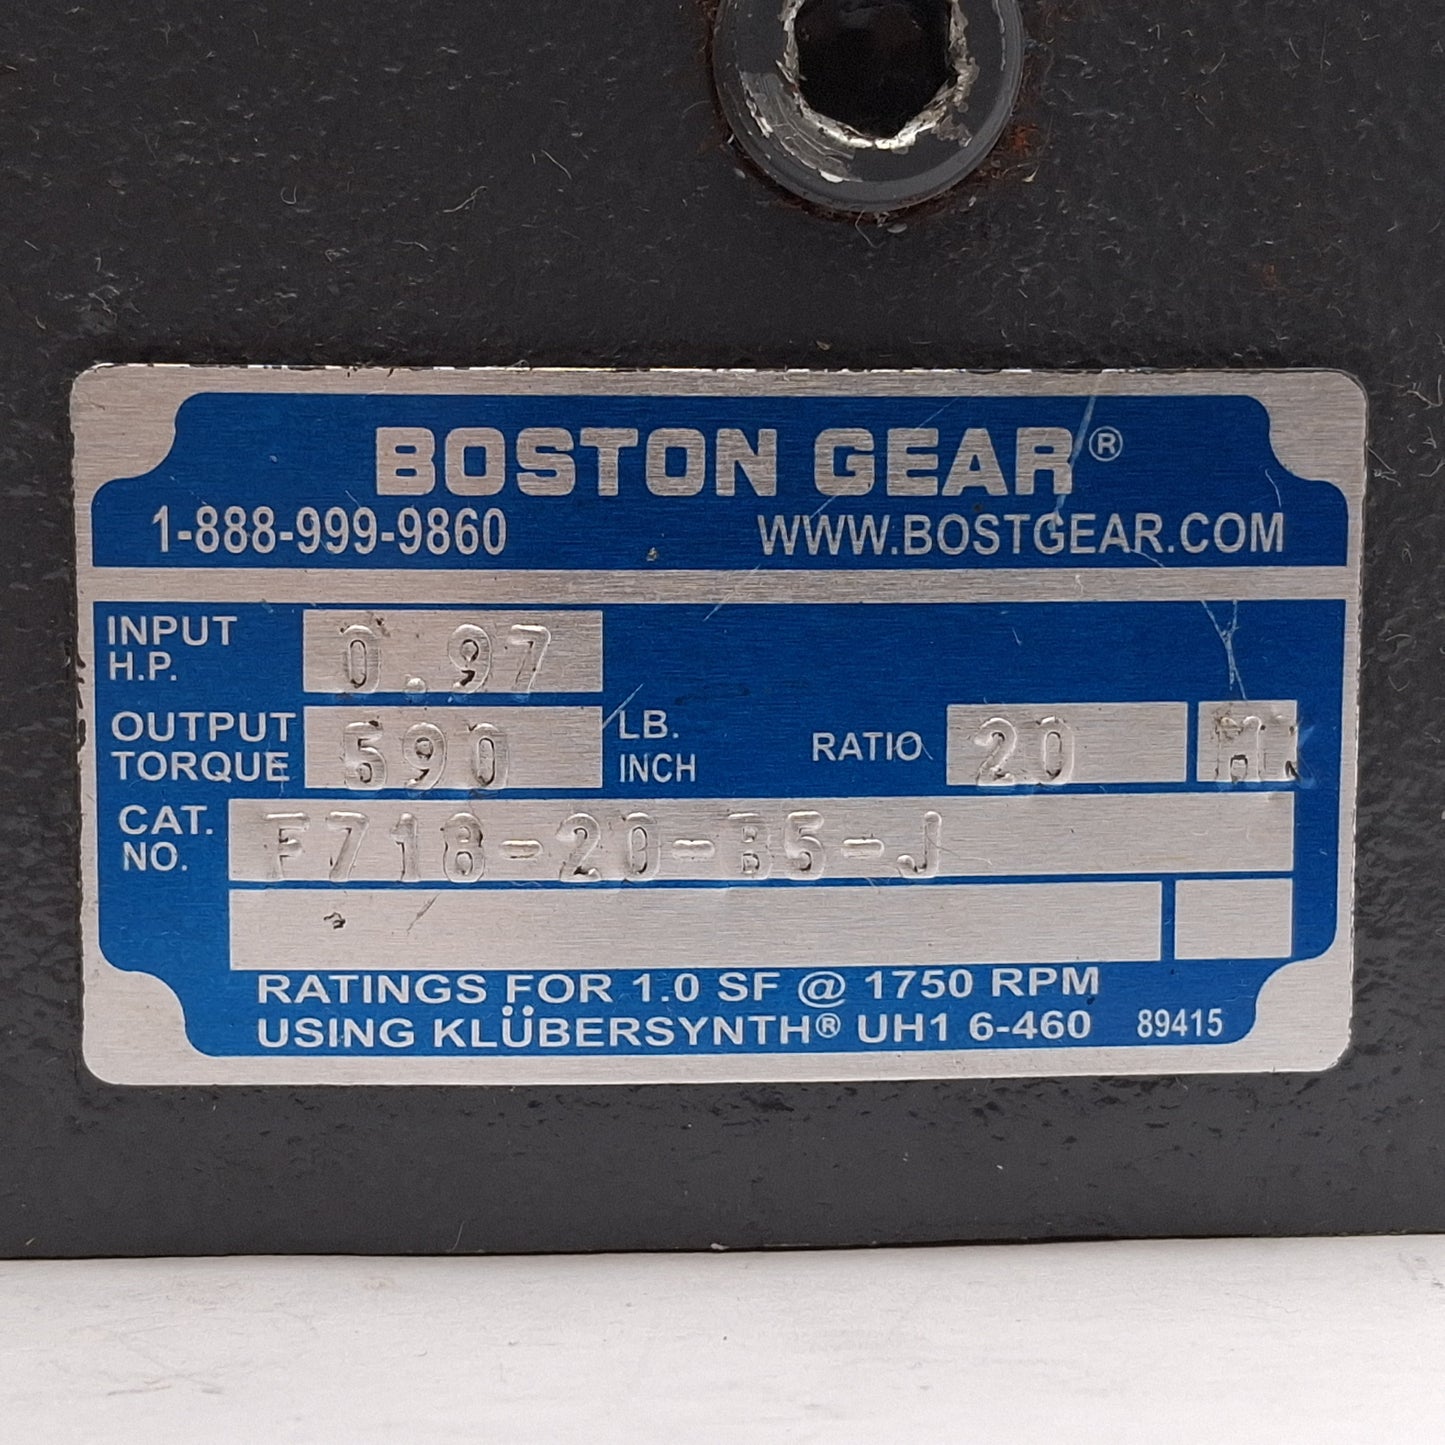 BOSTON GEAR®
1-888-999-9860 WWW.BOSTGEAR.COM
INPUT H.P. 0.97
OUTPUT TORQUE 590 LB. INCH RATIO 20
CAT. NO. F718-20-B5-J
RATINGS FOR 1.0 SF @ 1750 RPM
USING KLÜBERSYNTH® UH1 6-460 89415